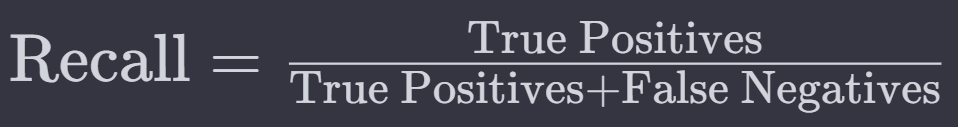 Recall = True Positives
True Positives+False Negatives